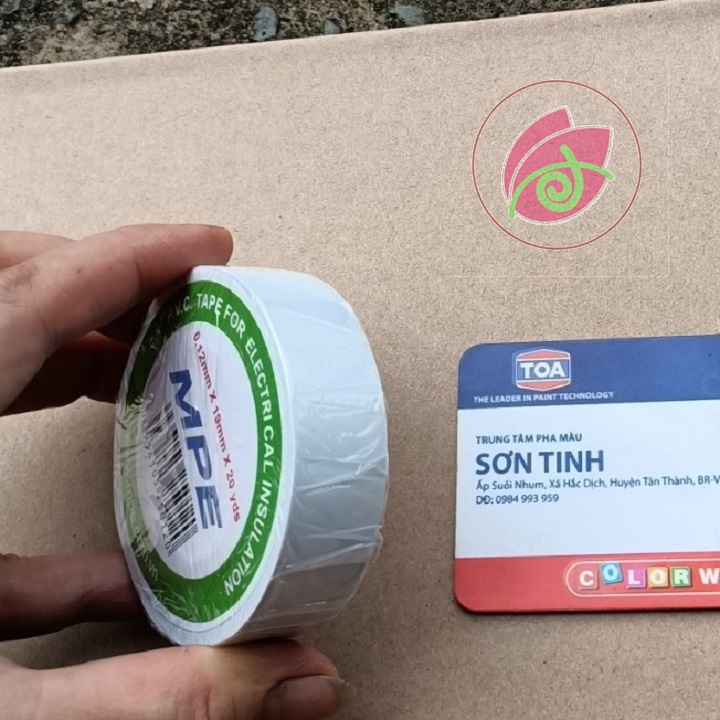 P.V.C. TAPE FOR ELECTRICAL INSULATION
0.12mm X 19mm X 20 yds
MPE
TOA
THE LEADER IN PAINT TECHNOLOGY
TRUNG TÂM PHA MÀU
SƠN TINH
Ấp Suối Nhum, Xã Hắc Dịch, Huyện Tân Thành, BR-V
DĐ: 0984 993 959
COLOR W